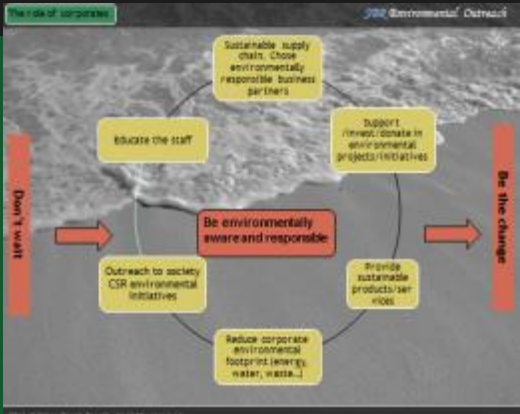 The role of corporates
Environmental Outreach
Sustainable supply
chain. Chose
environmentally
responsible business
partners
Support
/invest/donate in
environmental
projects/initiatives
Educate the staff
Don't wait
Be environmentally
aware and responsible
Be the change
Outreach to society
CSR environmental
initiatives
Provide
sustainable
products/ser
vices
Reduce corporate
environmental
footprint (energy,
water, waste..)